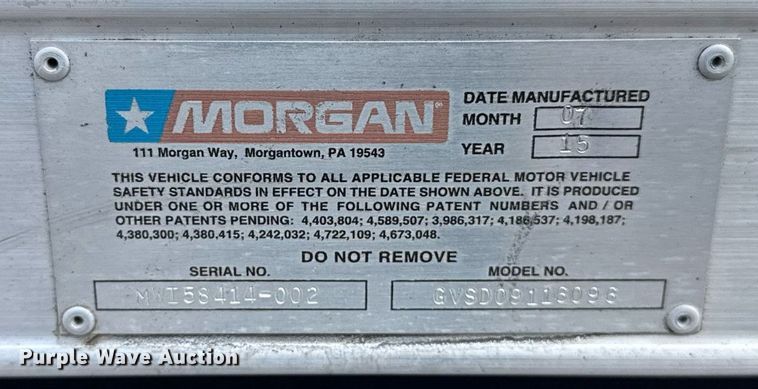 MORGAN
111 Morgan Way, Morgantown, PA 19543
DATE MANUFACTURED
MONTH 07
YEAR 15
THIS VEHICLE CONFORMS TO ALL APPLICABLE FEDERAL MOTOR VEHICLE
SAFETY STANDARDS IN EFFECT ON THE DATE SHOWN ABOVE. IT IS PRODUCED
UNDER ONE OR MORE OF THE FOLLOWING PATENT NUMBERS AND / OR
OTHER PATENTS PENDING: 4,403,804; 4,589,507; 3,986,317; 4,186,537; 4,198,187;
4,380,300; 4,380,415; 4,242,032; 4,722,109; 4,673,048.
DO NOT REMOVE
SERIAL NO. MODEL NO.
GVSD09116096
Purple Wave Auction